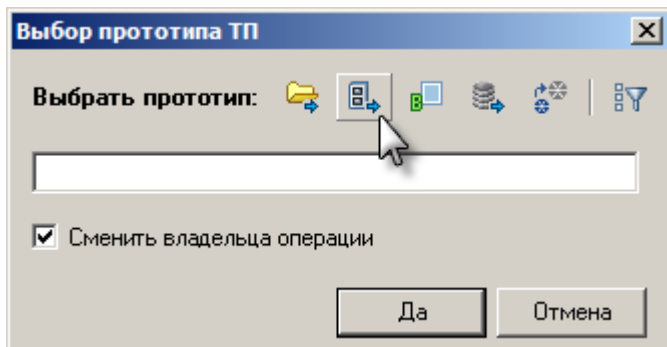 Выбор прототипа ТП
Выбрать прототип:
B
Сменить владельца операции
Да
Отмена